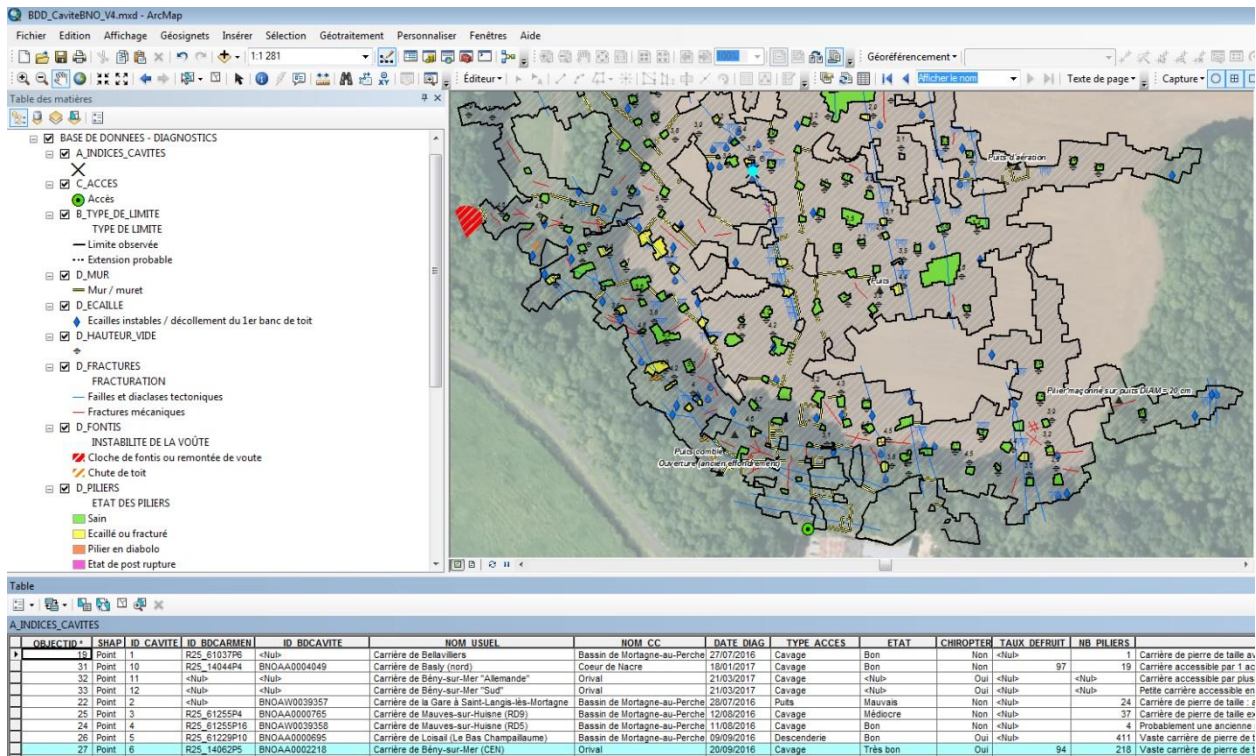 BDD_CaviteBNO_V4.mxd - ArcMap
Fichier Edition Affichage Géosignets Insérer Sélection Géotraitement Personnaliser Fenêtres Aide
1:1 281
100%
Géoréférencement
Éditeur
Afficher le nom
Texte de page
Capture
Table des matières
BASE DE DONNEES - DIAGNOSTICS
A_INDICES_CAVITES
C_ACCES
Accès
B_TYPE_DE_LIMITE
TYPE DE LIMITE
Limite observée
Extension probable
D_MUR
Mur / muret
D_ECAILLE
Ecailles instables / décollement du 1er banc de toit
D_HAUTEUR_VIDE
D_FRACTURES
FRACTURATION
Failles et diaclases tectoniques
Fractures mécaniques
D_FONTIS
INSTABILITE DE LA VOÛTE
Cloche de fontis ou remontée de voute
Chute de toit
D_PILIERS
ETAT DES PILIERS
Sain
Ecaillé ou fracturé
Pilier en diabolo
Etat de post rupture
Puits d'aération
Puits
Pilier maçonné sur puits DIAM = 20 cm
Puits comblé
Ouverture (ancien effondrement)
Table
A_INDICES_CAVITES
OBJECTID * SHAP ID_CAVITE ID_BDCARMEN ID_BDCAVITE NOM_USUEL NOM_CC DATE_DIAG TYPE_ACCES ETAT CHIROPTER TAUX_DEFRUIT NB_PILIERS
19 Point 1 R25_61037P6 <Nul> Carrière de Bellavilliers Bassin de Mortagne-au-Perche 27/07/2016 Cavage Bon Non <Nul> 1 Carrière de pierre de taille av
31 Point 10 R25_14044P4 BNOAA0004049 Carrière de Basly (nord) Coeur de Nacre 18/01/2017 Cavage Bon Non 97 19 Carrière accessible par 1 ac
32 Point 11 <Nul> <Nul> Carrière de Bény-sur-Mer "Allemande" Orival 21/03/2017 Cavage <Nul> Oui <Nul> <Nul> Carrière accessible par plus
33 Point 12 <Nul> <Nul> Carrière de Bény-sur-Mer "Sud" Orival 21/03/2017 Cavage <Nul> Oui <Nul> <Nul> Petite carrière accessible en
22 Point 2 <Nul> BNOAW0039357 Carrière de la Gare à Saint-Langis-lès-Mortagne Bassin de Mortagne-au-Perche 28/07/2016 Puits Mauvais Non <Nul> 24 Carrière de pierre de taille : a
25 Point 3 R25_61255P4 BNOAA0000765 Carrière de Mauves-sur-Huisne (RD9) Bassin de Mortagne-au-Perche 12/08/2016 Cavage Médiocre Non <Nul> 37 Carrière de pierre de taille ex
24 Point 4 R25_61255P16 BNOAW0039358 Carrière de Mauves-sur-Huisne (RD5) Bassin de Mortagne-au-Perche 11/08/2016 Cavage Bon Non <Nul> 4 Probablement une ancienne
26 Point 5 R25_61229P10 BNOAA0000695 Carrière de Loisail (Le Bas Champaillaume) Bassin de Mortagne-au-Perche 09/09/2016 Descenderie Bon Oui <Nul> 411 Vaste carrière de pierre de t
27 Point 6 R25_14062P5 BNOAA0002218 Carrière de Bény-sur-Mer (CEN) Orival 20/09/2016 Cavage Très bon Oui 94 218 Vaste carrière de pierre de t